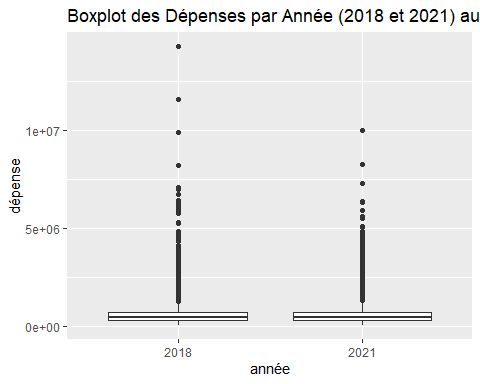 Boxplot des Dépenses par Année (2018 et 2021) au
1e+07
5e+06
0e+00
dépense
2018
2021
année